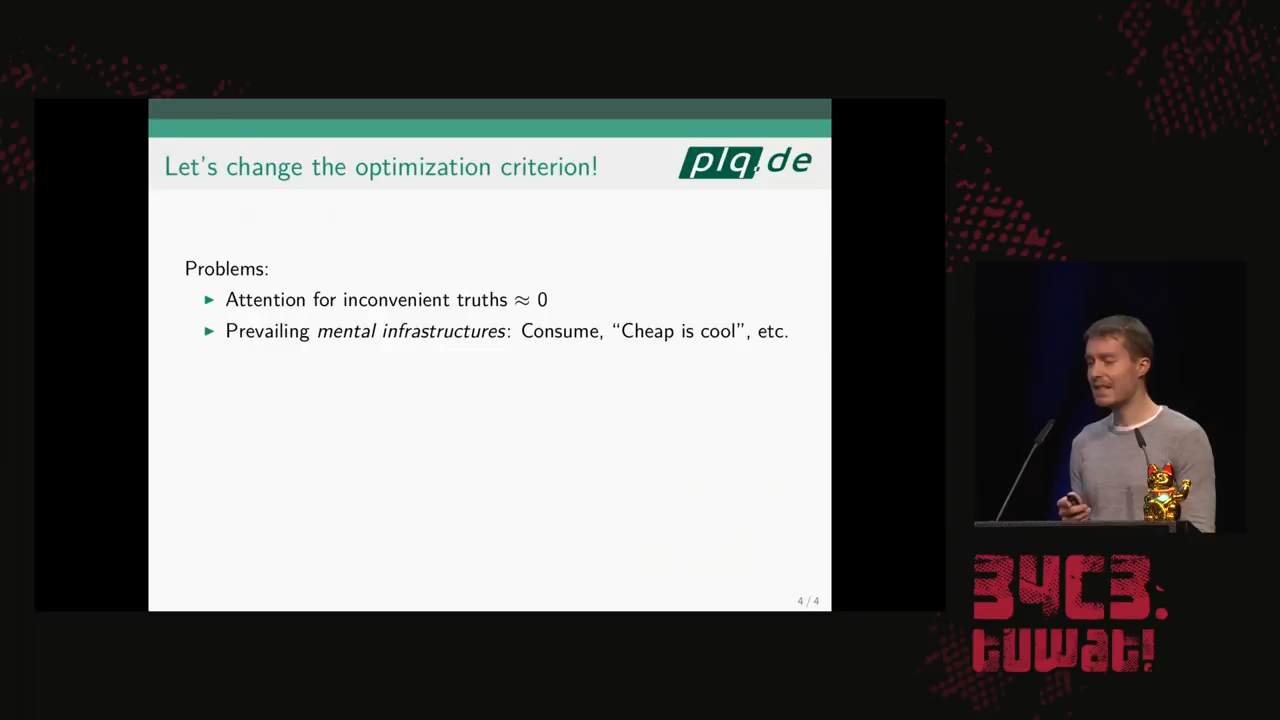 Let's change the optimization criterion!
plq.de
Problems:
▶ Attention for inconvenient truths ≈ 0
▶ Prevailing mental infrastructures: Consume, “Cheap is cool”, etc.
4 / 4
34C3.
tuwat!